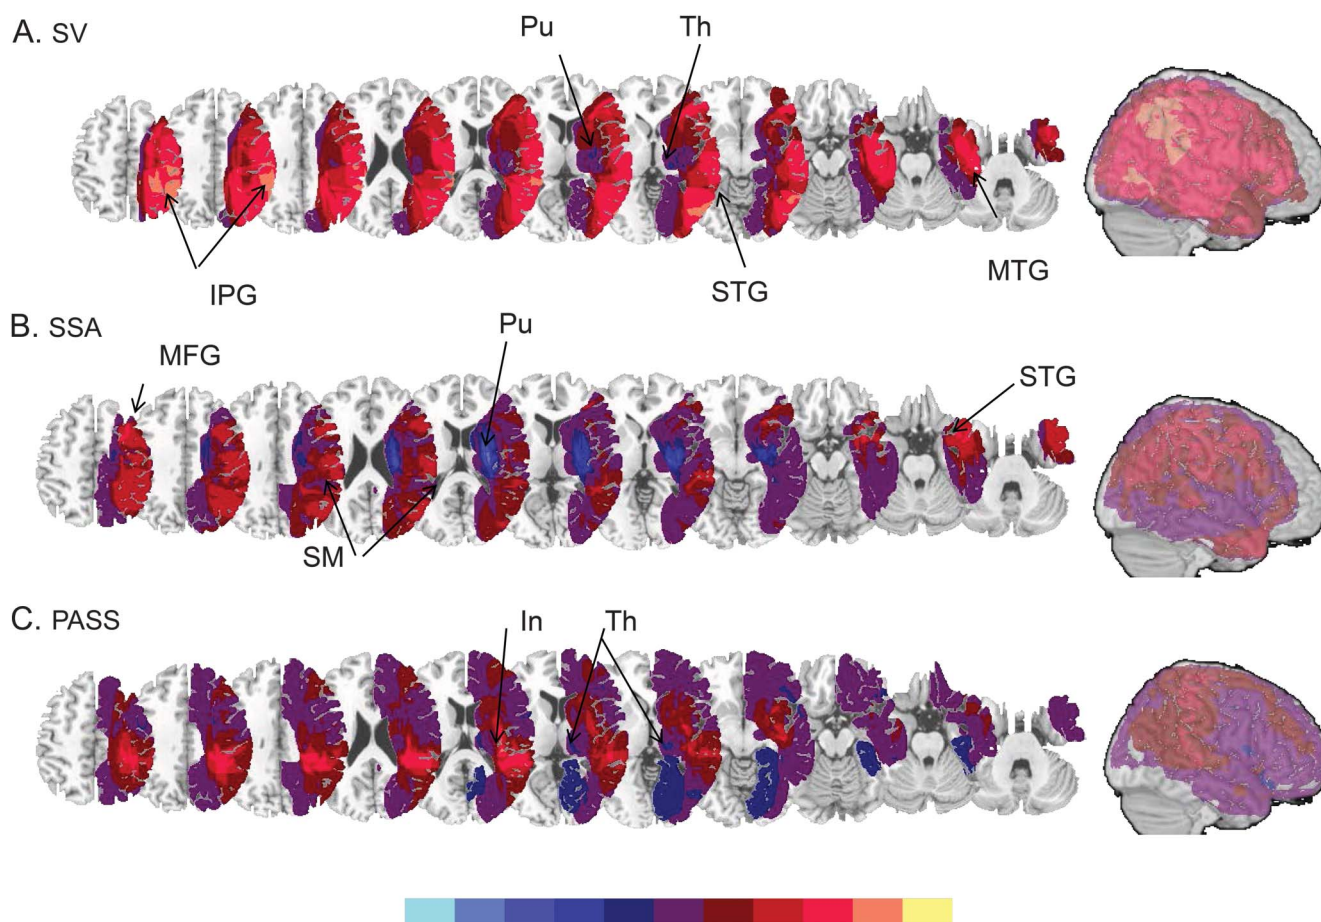 A. SV
Pu
Th
IPG
STG
MTG
B. SSA
MFG
Pu
STG
SM
C. PASS
In
Th